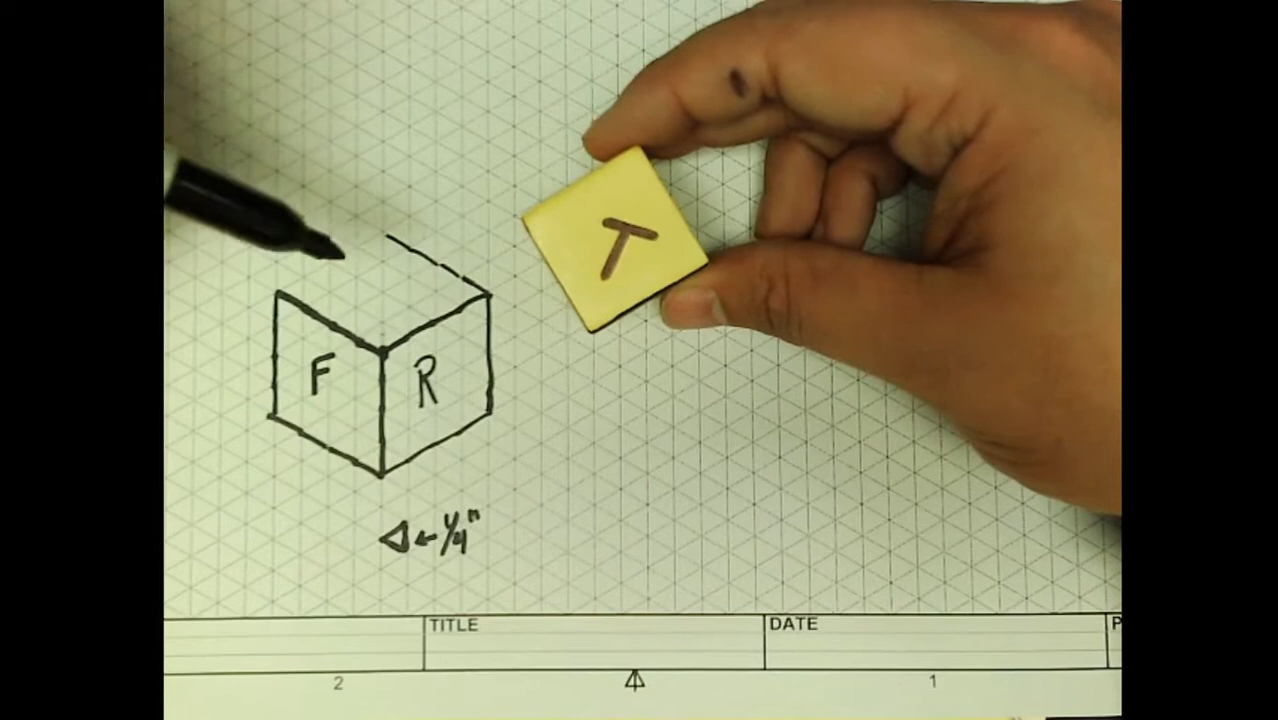 T
F R
←1/4"
TITLE DATE P
2 1